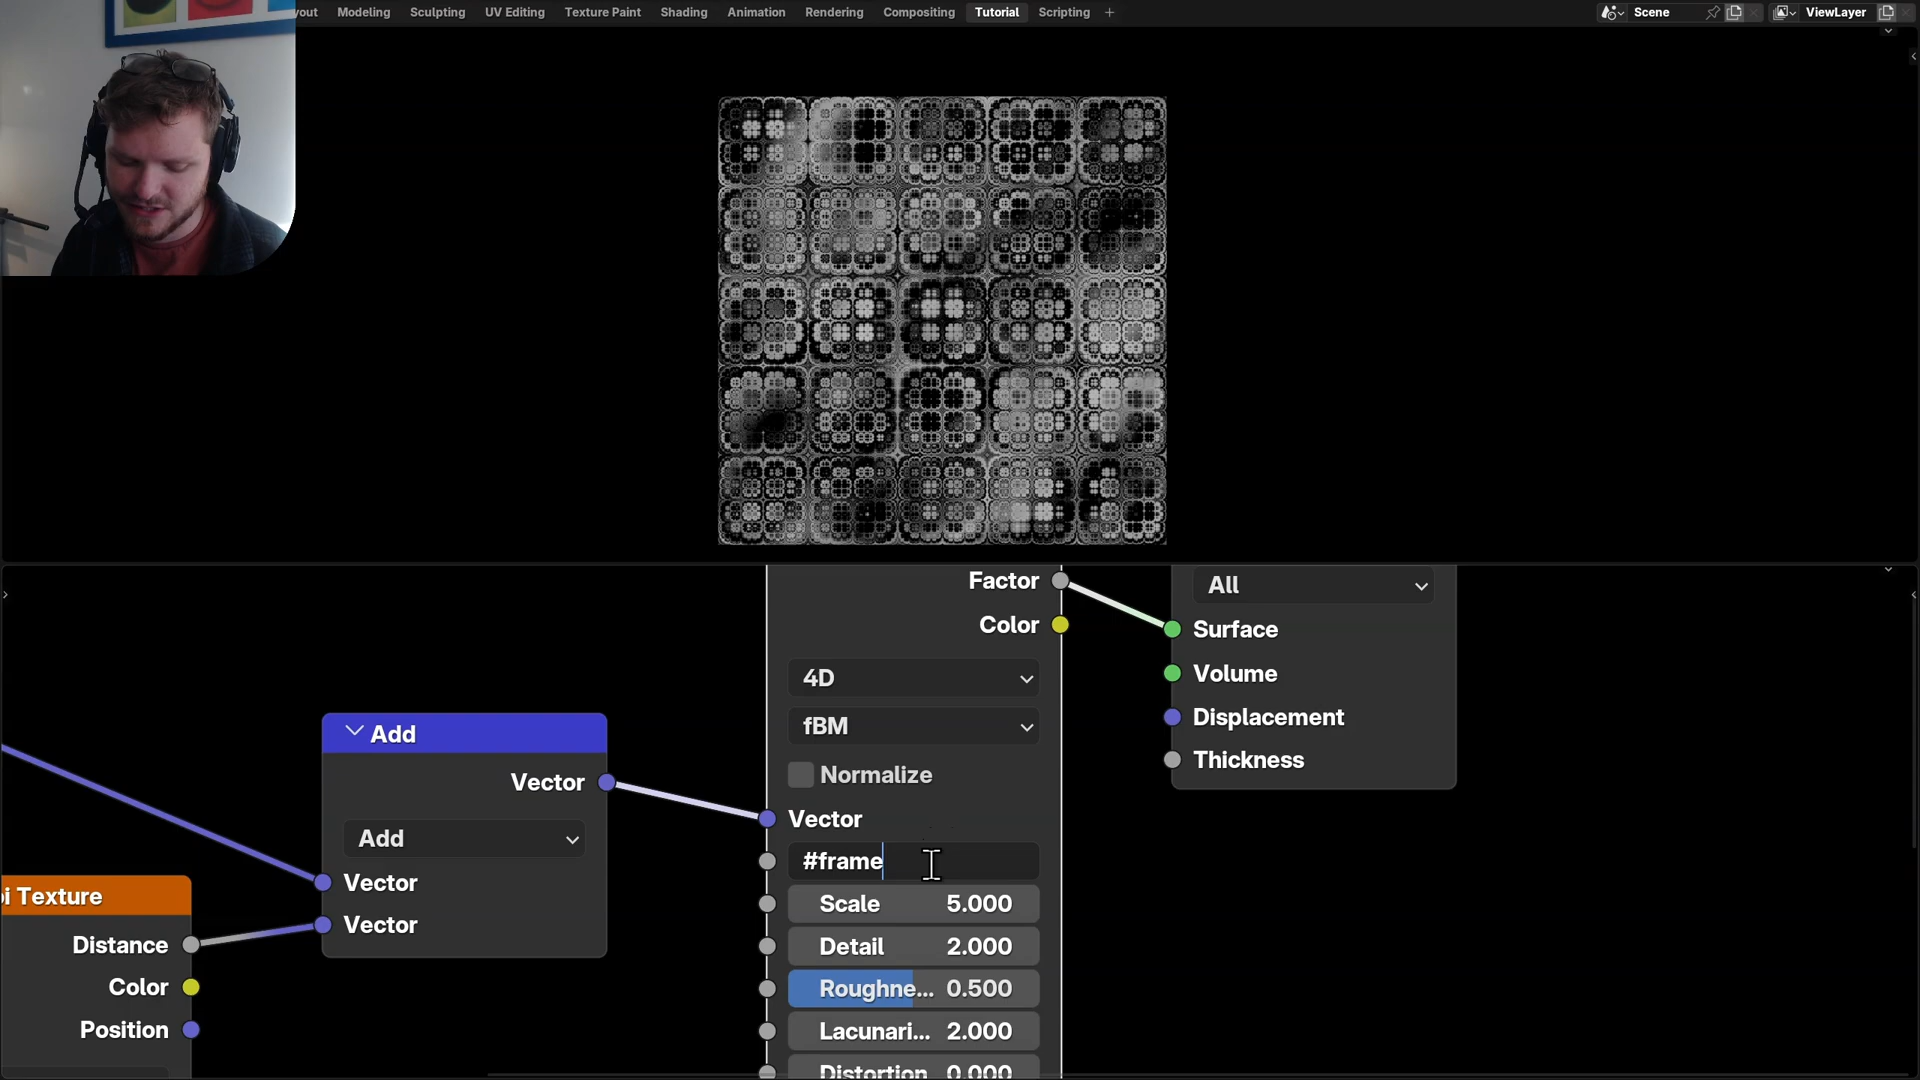 out Modeling Sculpting UV Editing Texture Paint Shading Animation Rendering Compositing Tutorial Scripting +
Scene
ViewLayer
Factor
Color
4D
fBM
Normalize
Vector
#frame
Scale 5.000
Detail 2.000
Roughne... 0.500
Lacunari... 2.000
Distortion 0.000
All
Surface
Volume
Displacement
Thickness
Add
Vector
Add
Vector
Vector
i Texture
Distance
Color
Position